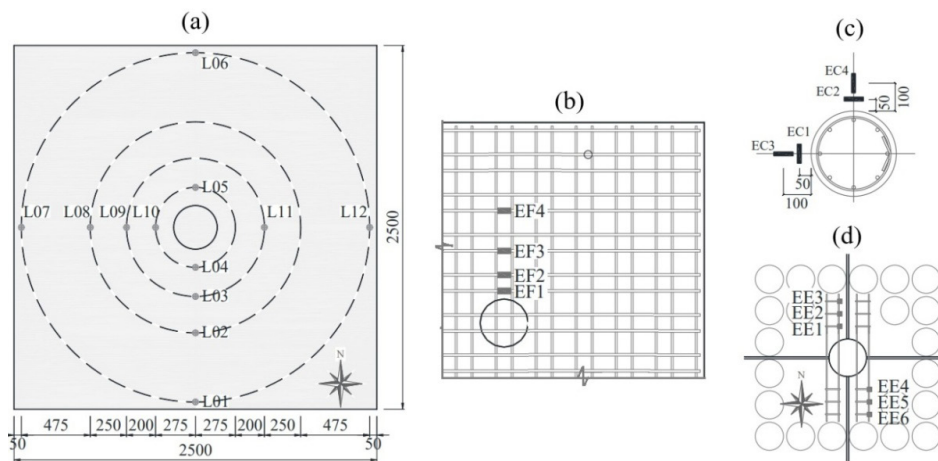 (a)
L06
L05
L07 L08 L09 L10 L11 L12
L04
L03
L02
L01
N
2500
475 250 200 275 275 200 250 475
50 50
2500
(b)
EF4
EF3
EF2
EF1
(c)
EC4
EC2
100
50
EC1
EC3
50
100
(d)
EE3
EE2
EE1
N
EE4
EE5
EE6